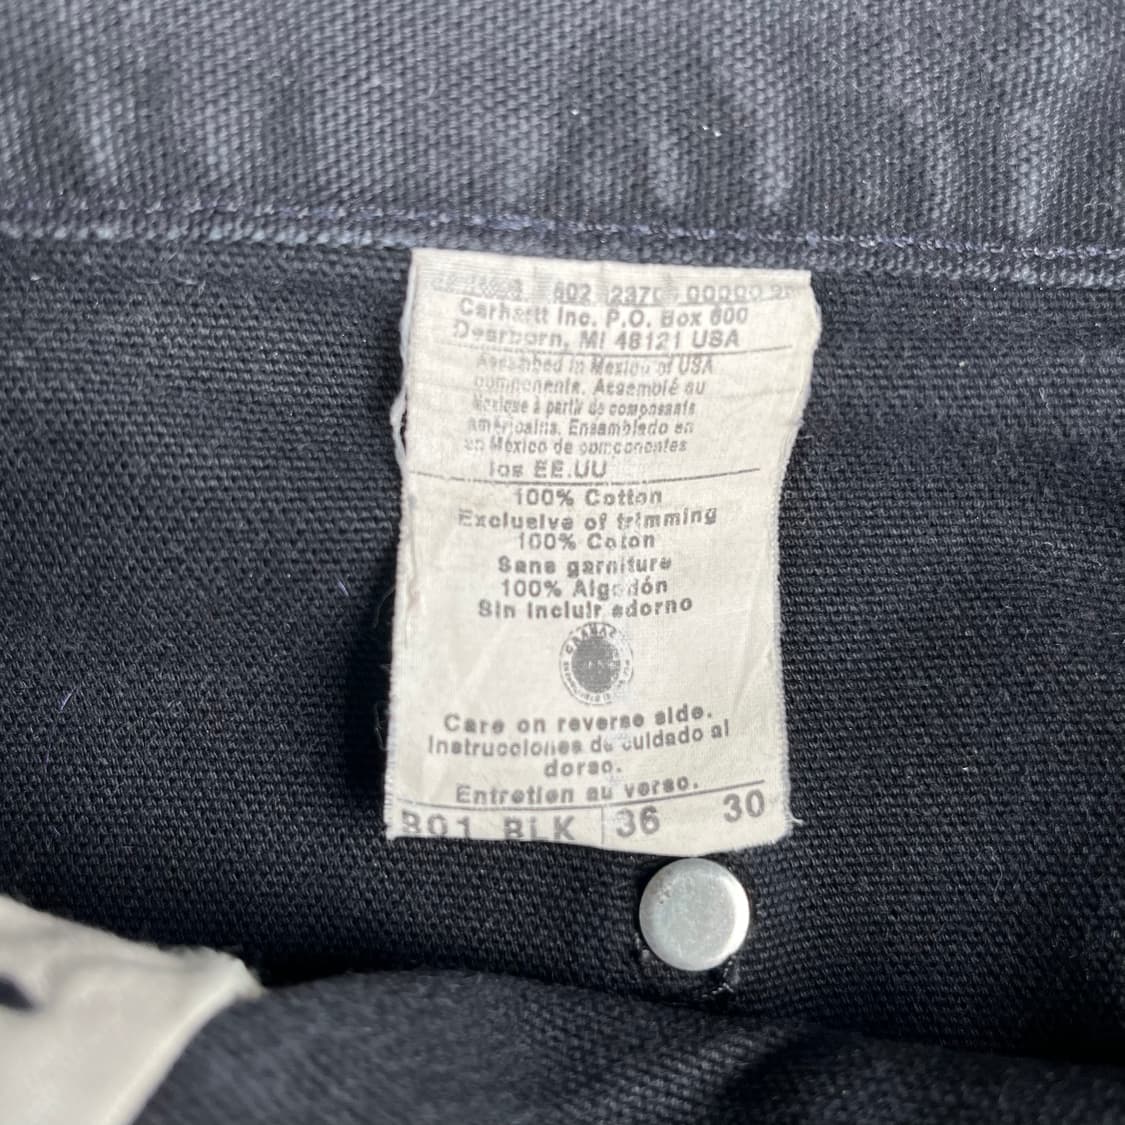 602 2370 00000
Carhartt Inc. P.O. Box 600
Dearborn, MI 48121 USA
Assembled in Mexico of USA
components. Assemblé au
Mexique à partir de composants
américains. Ensamblado en
en México de componentes
los EE.UU
100% Cotton
Exclusive of trimming
100% Coton
Sans garniture
100% Algodón
Sin incluir adorno
Care on reverse side.
Instrucciones de cuidado al
dorso.
Entretien au verso.
B01 BLK 36 30